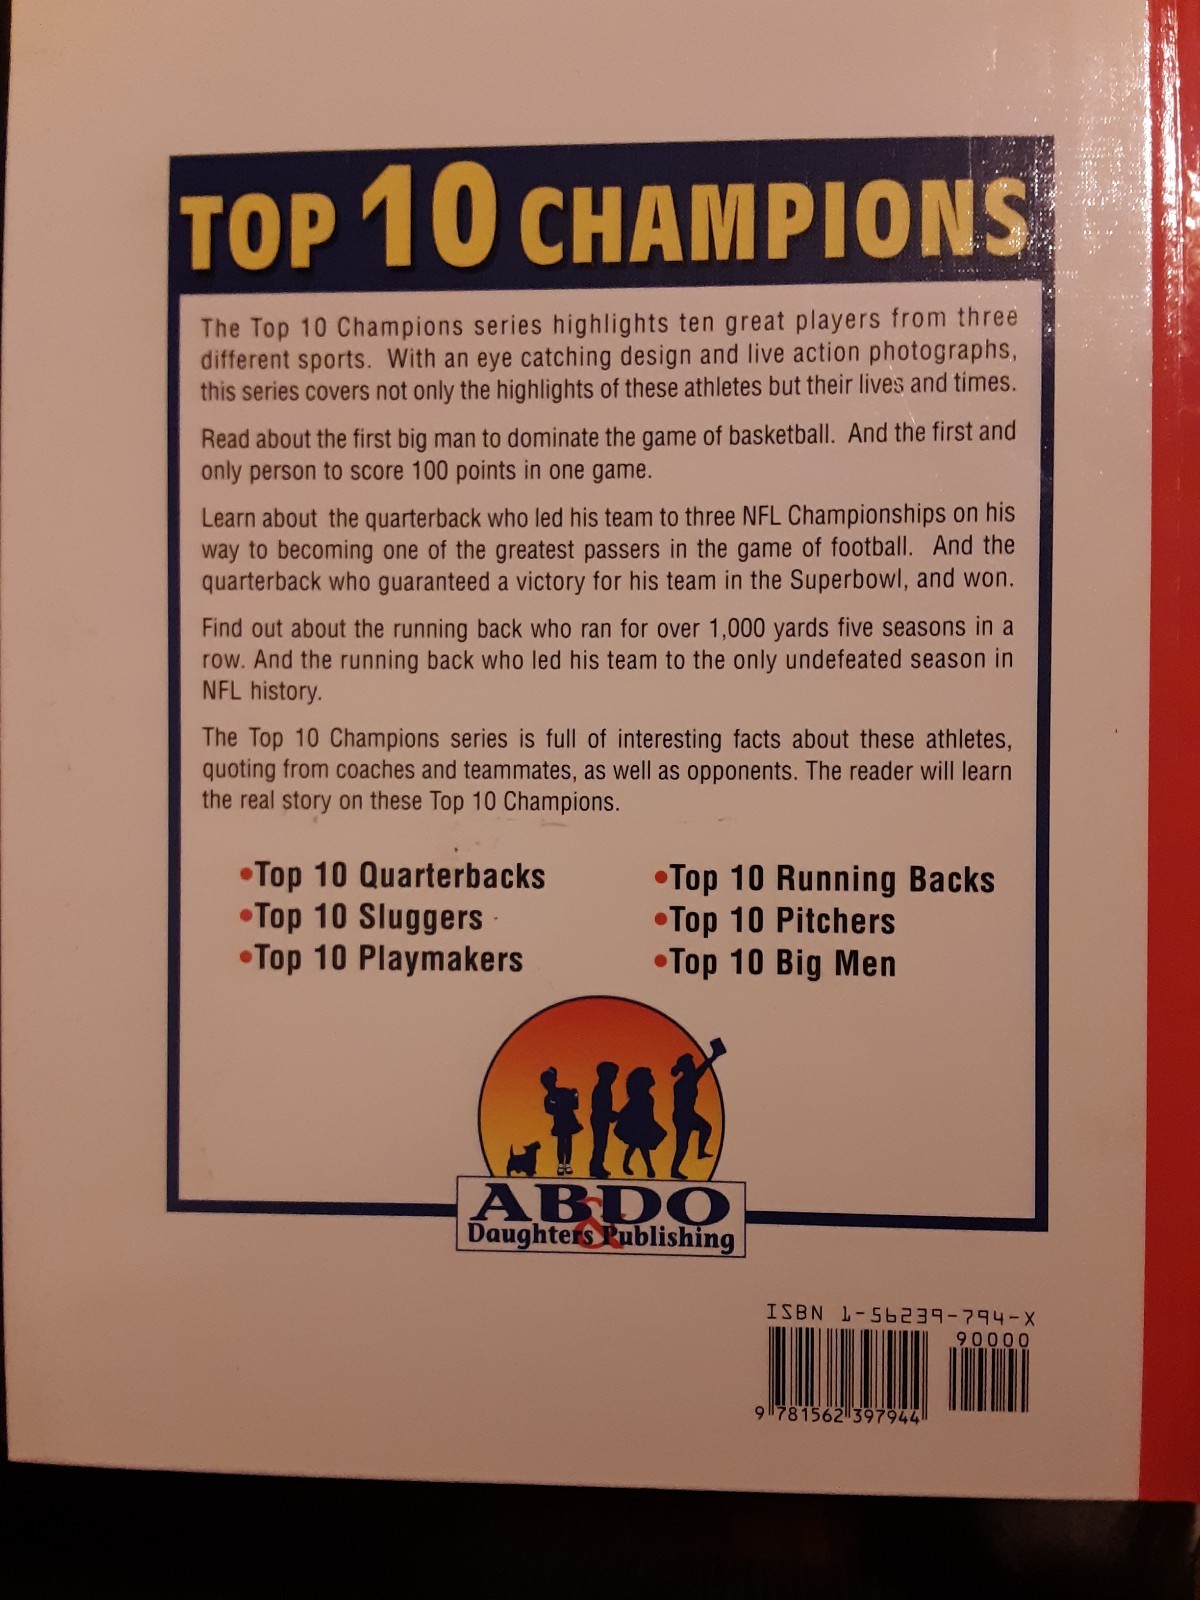 TOP 10 CHAMPIONS
The Top 10 Champions series highlights ten great players from three
different sports. With an eye catching design and live action photographs,
this series covers not only the highlights of these athletes but their lives and times.
Read about the first big man to dominate the game of basketball. And the first and
only person to score 100 points in one game.
Learn about the quarterback who led his team to three NFL Championships on his
way to becoming one of the greatest passers in the game of football. And the
quarterback who guaranteed a victory for his team in the Superbowl, and won.
Find out about the running back who ran for over 1,000 yards five seasons in a
row. And the running back who led his team to the only undefeated season in
NFL history.
The Top 10 Champions series is full of interesting facts about these athletes,
quoting from coaches and teammates, as well as opponents. The reader will learn
the real story on these Top 10 Champions.
•Top 10 Quarterbacks
•Top 10 Sluggers
•Top 10 Playmakers
•Top 10 Running Backs
•Top 10 Pitchers
•Top 10 Big Men
ABDO
&
Daughters Publishing
ISBN 1-56239-794-X
90000
9 781562 397944